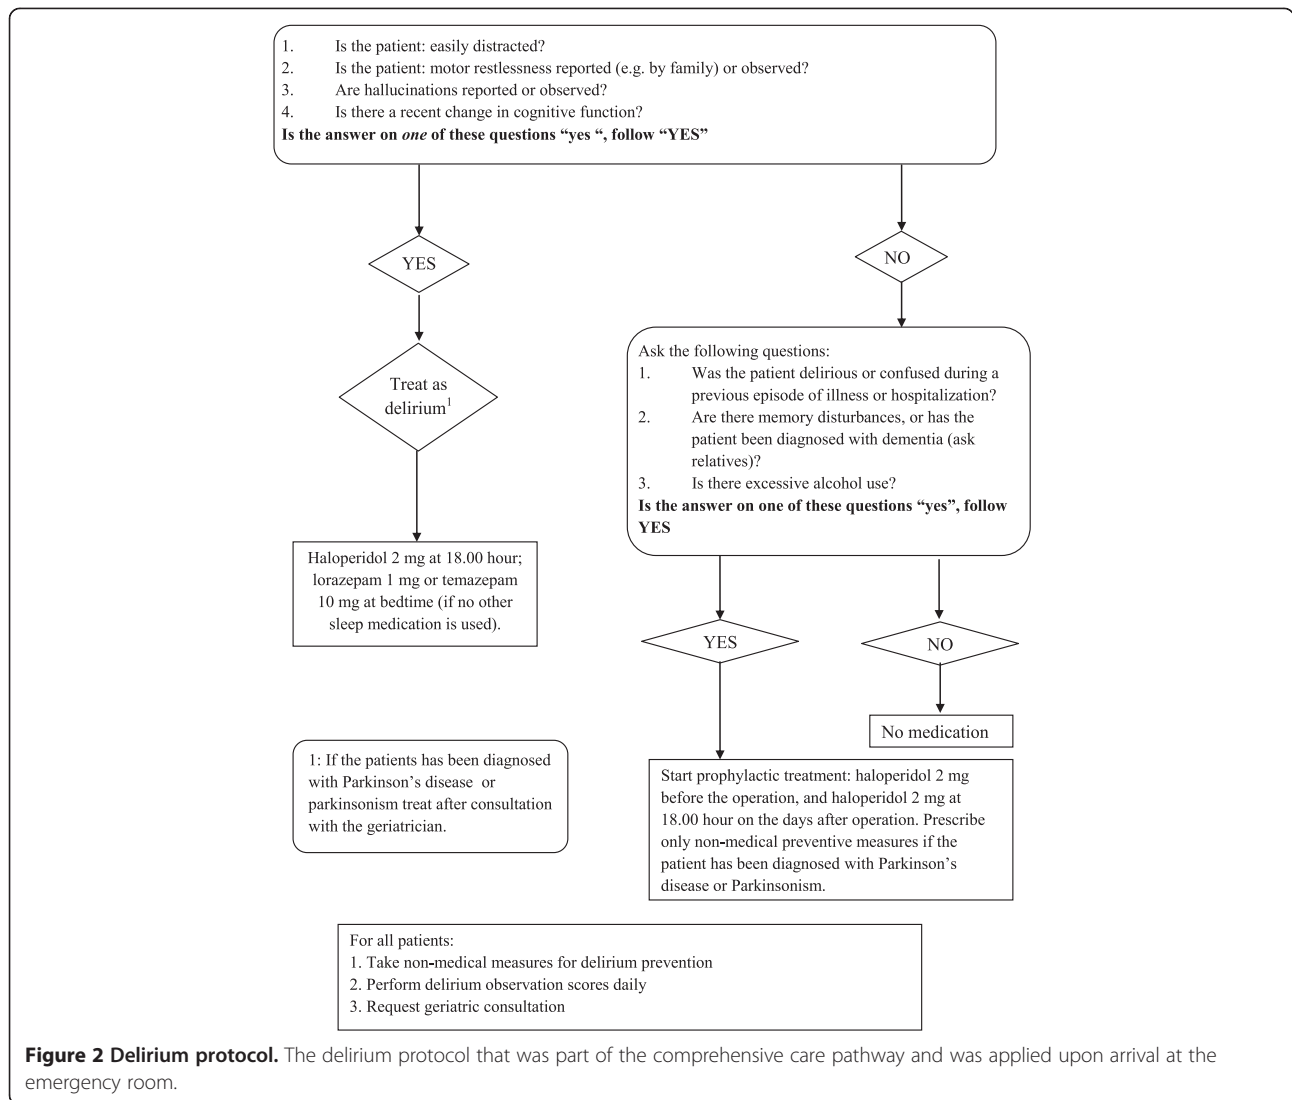 1. Is the patient: easily distracted?
2. Is the patient: motor restlessness reported (e.g. by family) or observed?
3. Are hallucinations reported or observed?
4. Is there a recent change in cognitive function?
Is the answer on one of these questions “yes “, follow “YES”
YES
NO
Treat as
delirium1
Ask the following questions:
1. Was the patient delirious or confused during a
previous episode of illness or hospitalization?
2. Are there memory disturbances, or has the
patient been diagnosed with dementia (ask
relatives)?
3. Is there excessive alcohol use?
Is the answer on one of these questions “yes”, follow
YES
Haloperidol 2 mg at 18.00 hour;
lorazepam 1 mg or temazepam
10 mg at bedtime (if no other
sleep medication is used).
YES
NO
No medication
1: If the patients has been diagnosed
with Parkinson’s disease or
parkinsonism treat after consultation
with the geriatrician.
Start prophylactic treatment: haloperidol 2 mg
before the operation, and haloperidol 2 mg at
18.00 hour on the days after operation. Prescribe
only non-medical preventive measures if the
patient has been diagnosed with Parkinson’s
disease or Parkinsonism.
For all patients:
1. Take non-medical measures for delirium prevention
2. Perform delirium observation scores daily
3. Request geriatric consultation
Figure 2 Delirium protocol. The delirium protocol that was part of the comprehensive care pathway and was applied upon arrival at the
emergency room.